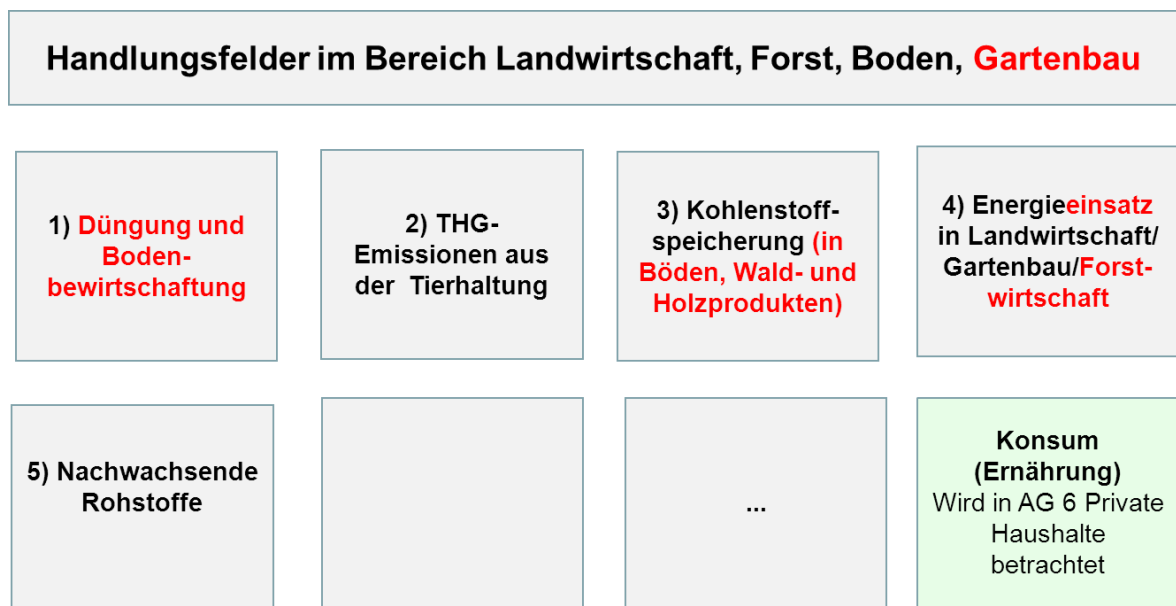 Handlungsfelder im Bereich Landwirtschaft, Forst, Boden, Gartenbau
1) Düngung und
Boden-
bewirtschaftung
2) THG-
Emissionen aus
der Tierhaltung
3) Kohlenstoff-
speicherung (in
Böden, Wald- und
Holzprodukten)
4) Energieeinsatz
in Landwirtschaft/
Gartenbau/Forst-
wirtschaft
5) Nachwachsende
Rohstoffe
...
Konsum
(Ernährung)
Wird in AG 6 Private
Haushalte
betrachtet